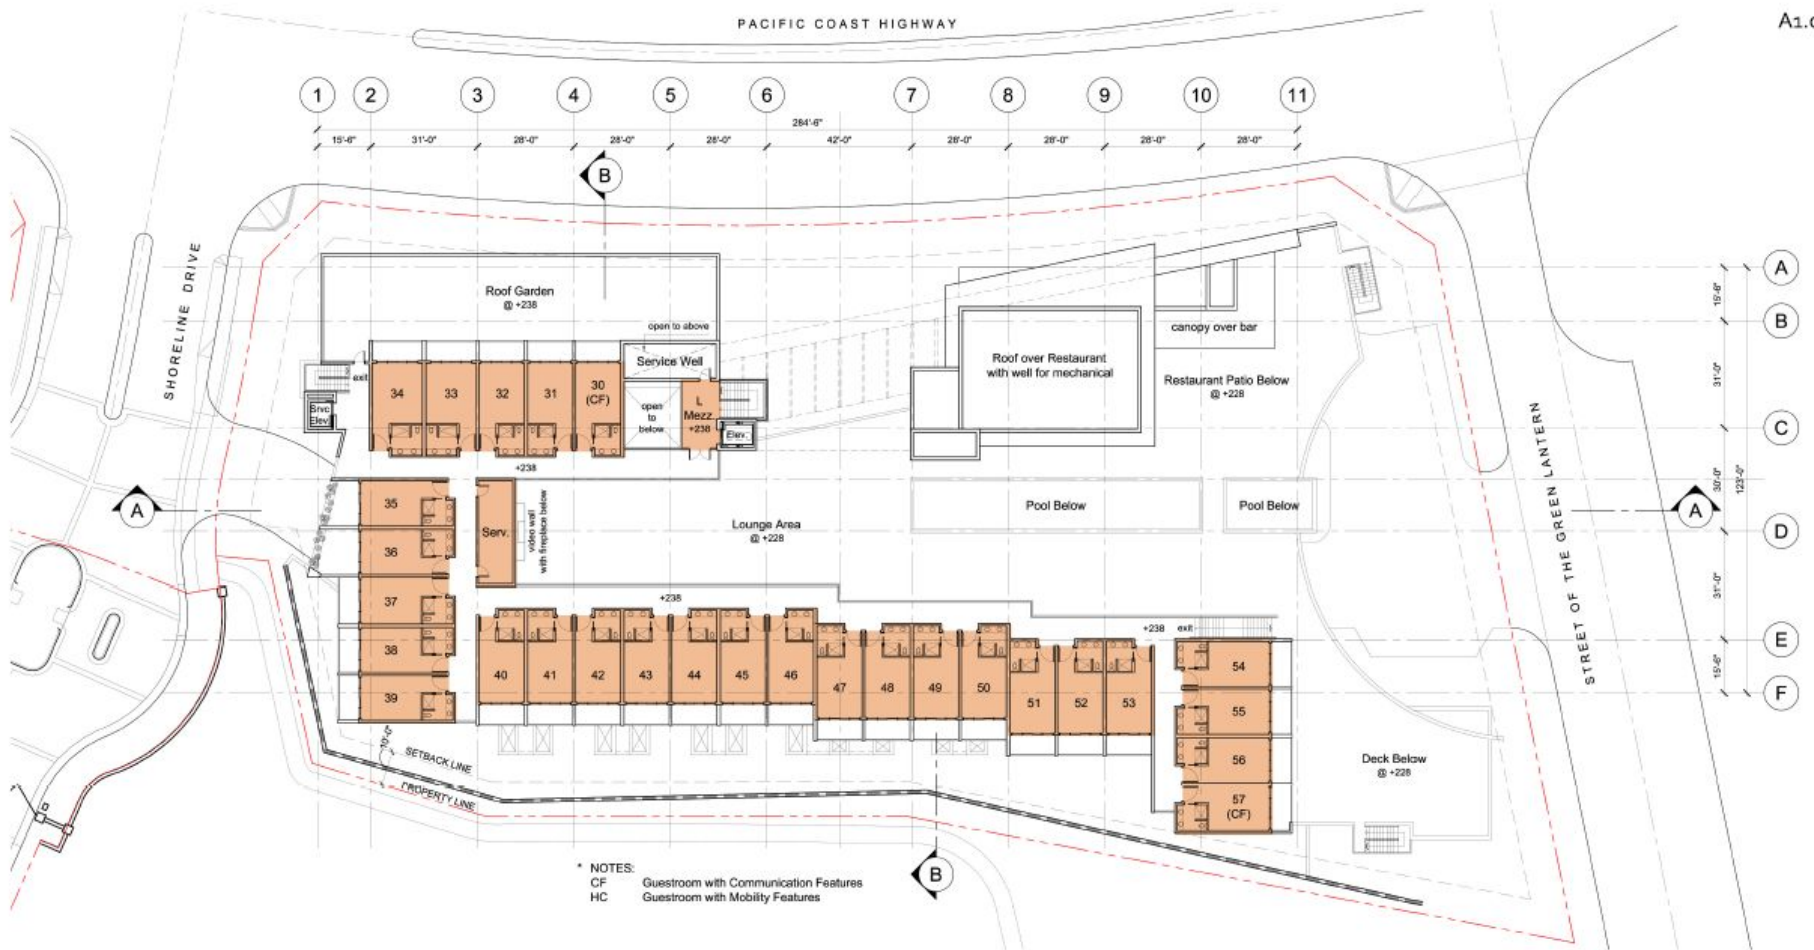 PACIFIC COAST HIGHWAY
1 2 3 4 5 6 7 8 9 10 11
284'-6"
15'-6" 31'-0" 28'-0" 28'-0" 28'-0" 42'-0" 28'-0" 28'-0" 28'-0" 28'-0"
B
SHORELINE DRIVE
Roof Garden
@ +238
open to above
Service Well
exit
Srvc
Elev.
34 33 32 31 30
(CF)
open
to
below
L
Mezz
+238
Elev.
+238
Roof over Restaurant
with well for mechanical
canopy over bar
Restaurant Patio Below
@ +228
A
B
C
D
E
F
15'-6"
31'-0"
30'-0"
31'-0"
15'-6"
123'-0"
STREET OF THE GREEN LANTERN
A
A
35
36
37
38
39
Serv.
video wall
with fireplace below
Lounge Area
@ +228
Pool Below
Pool Below
+238
+238
exit
40 41 42 43 44 45 46 47 48 49 50 51 52 53
54
55
56
57
(CF)
Deck Below
@ +228
10'-0"
SETBACK LINE
PROPERTY LINE
B
* NOTES:
CF Guestroom with Communication Features
HC Guestroom with Mobility Features